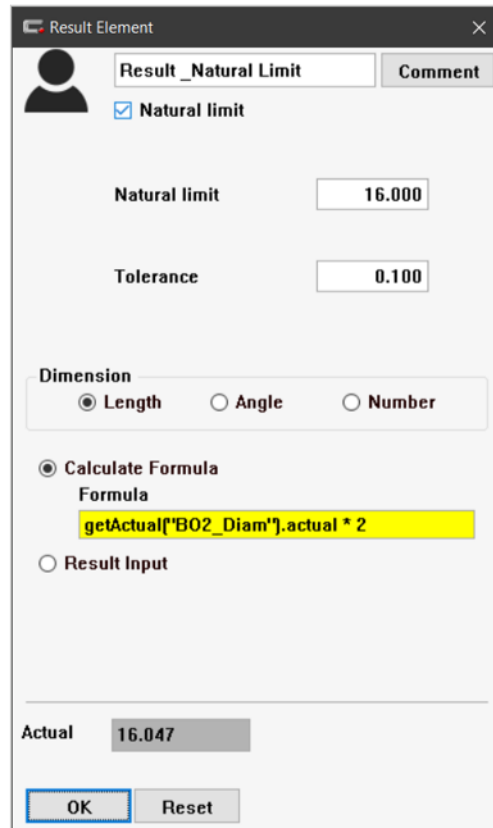 Result Element
Result _Natural Limit Comment
Natural limit
Natural limit 16.000
Tolerance 0.100
Dimension
Length Angle Number
Calculate Formula
Formula
getActual("BO2_Diam").actual * 2
Result Input
Actual 16.047
OK Reset